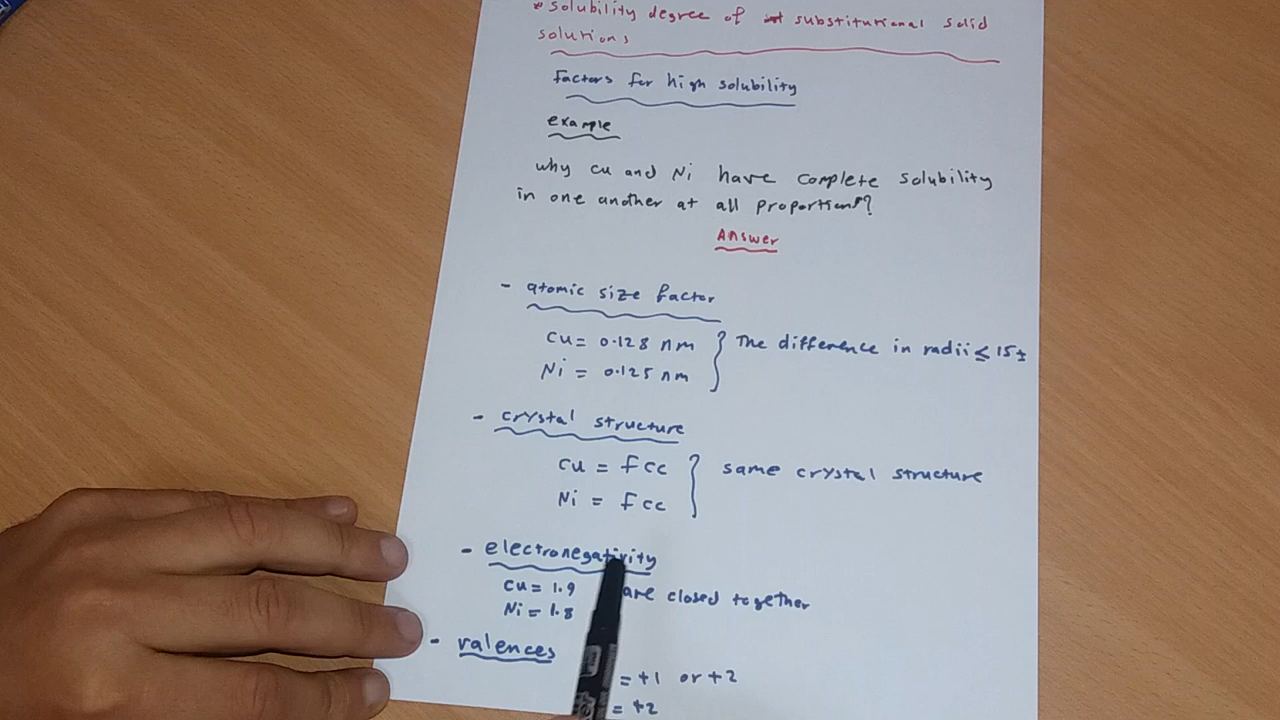 * solubility degree of substitutional solid
solutions
factors for high solubility
example
why cu and Ni have complete solubility
in one another at all proportions?
Answer
- atomic size factor
Cu = 0.128 nm
Ni = 0.125 nm
The difference in radii ≤ 15%
- crystal structure
Cu = fcc
Ni = fcc
same crystal structure
- electronegativity
Cu = 1.9
Ni = 1.8
are closed together
- valences
= +1 or +2
= +2